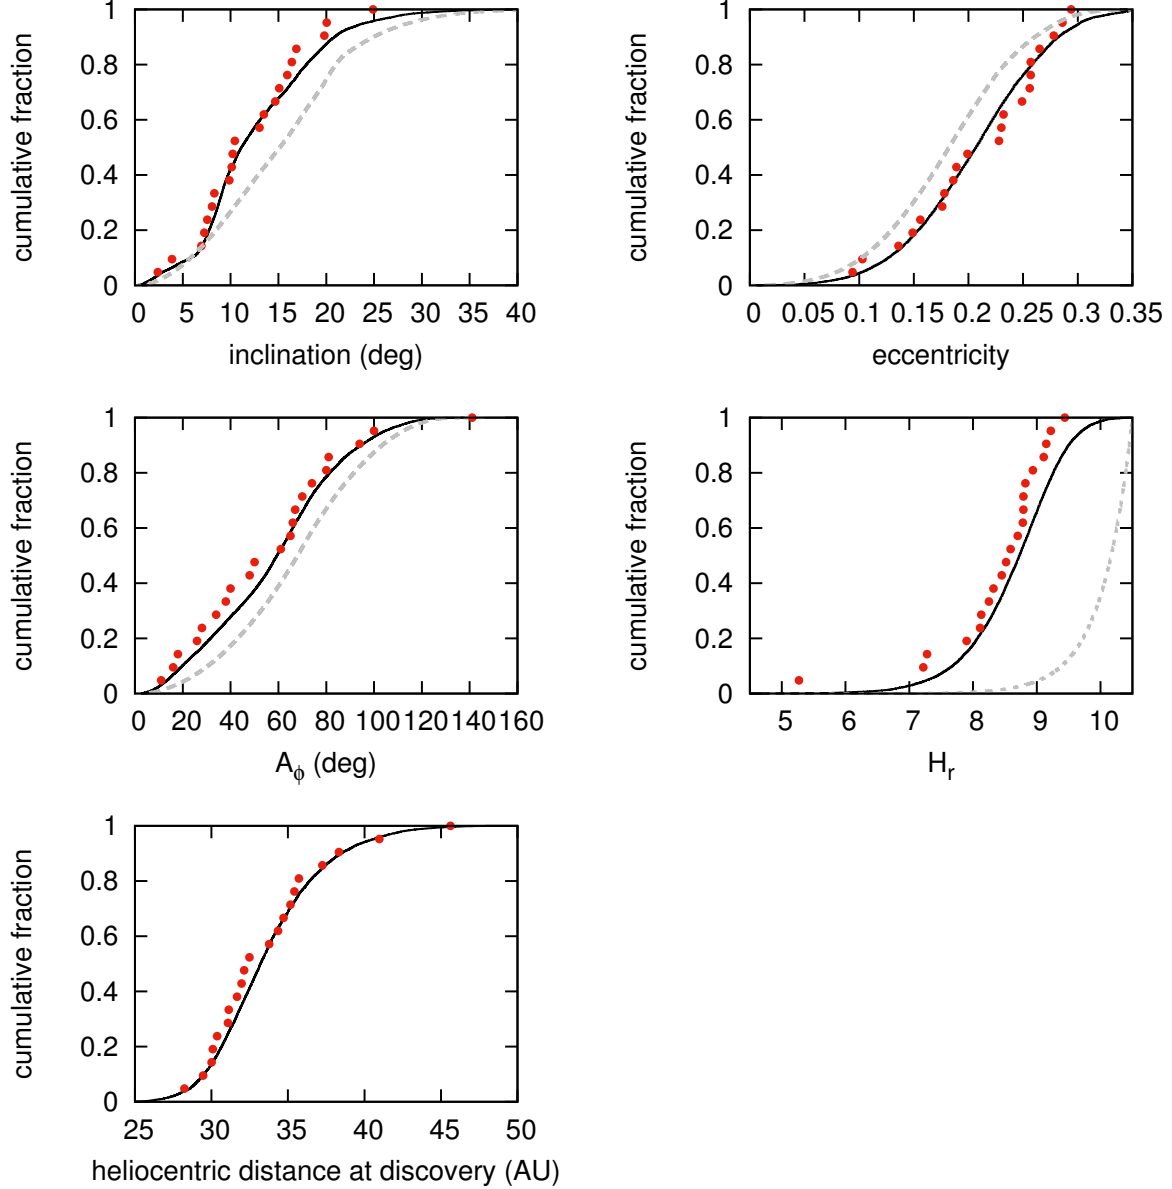 1
0.8
0.6
0.4
0.2
0
cumulative fraction
0 5 10 15 20 25 30 35 40
inclination (deg)
1
0.8
0.6
0.4
0.2
0
cumulative fraction
0 0.05 0.1 0.15 0.2 0.25 0.3 0.35
eccentricity
1
0.8
0.6
0.4
0.2
0
cumulative fraction
0 20 40 60 80 100 120 140 160
A_ϕ (deg)
1
0.8
0.6
0.4
0.2
0
cumulative fraction
5 6 7 8 9 10
H_r
1
0.8
0.6
0.4
0.2
0
cumulative fraction
25 30 35 40 45 50
heliocentric distance at discovery (AU)